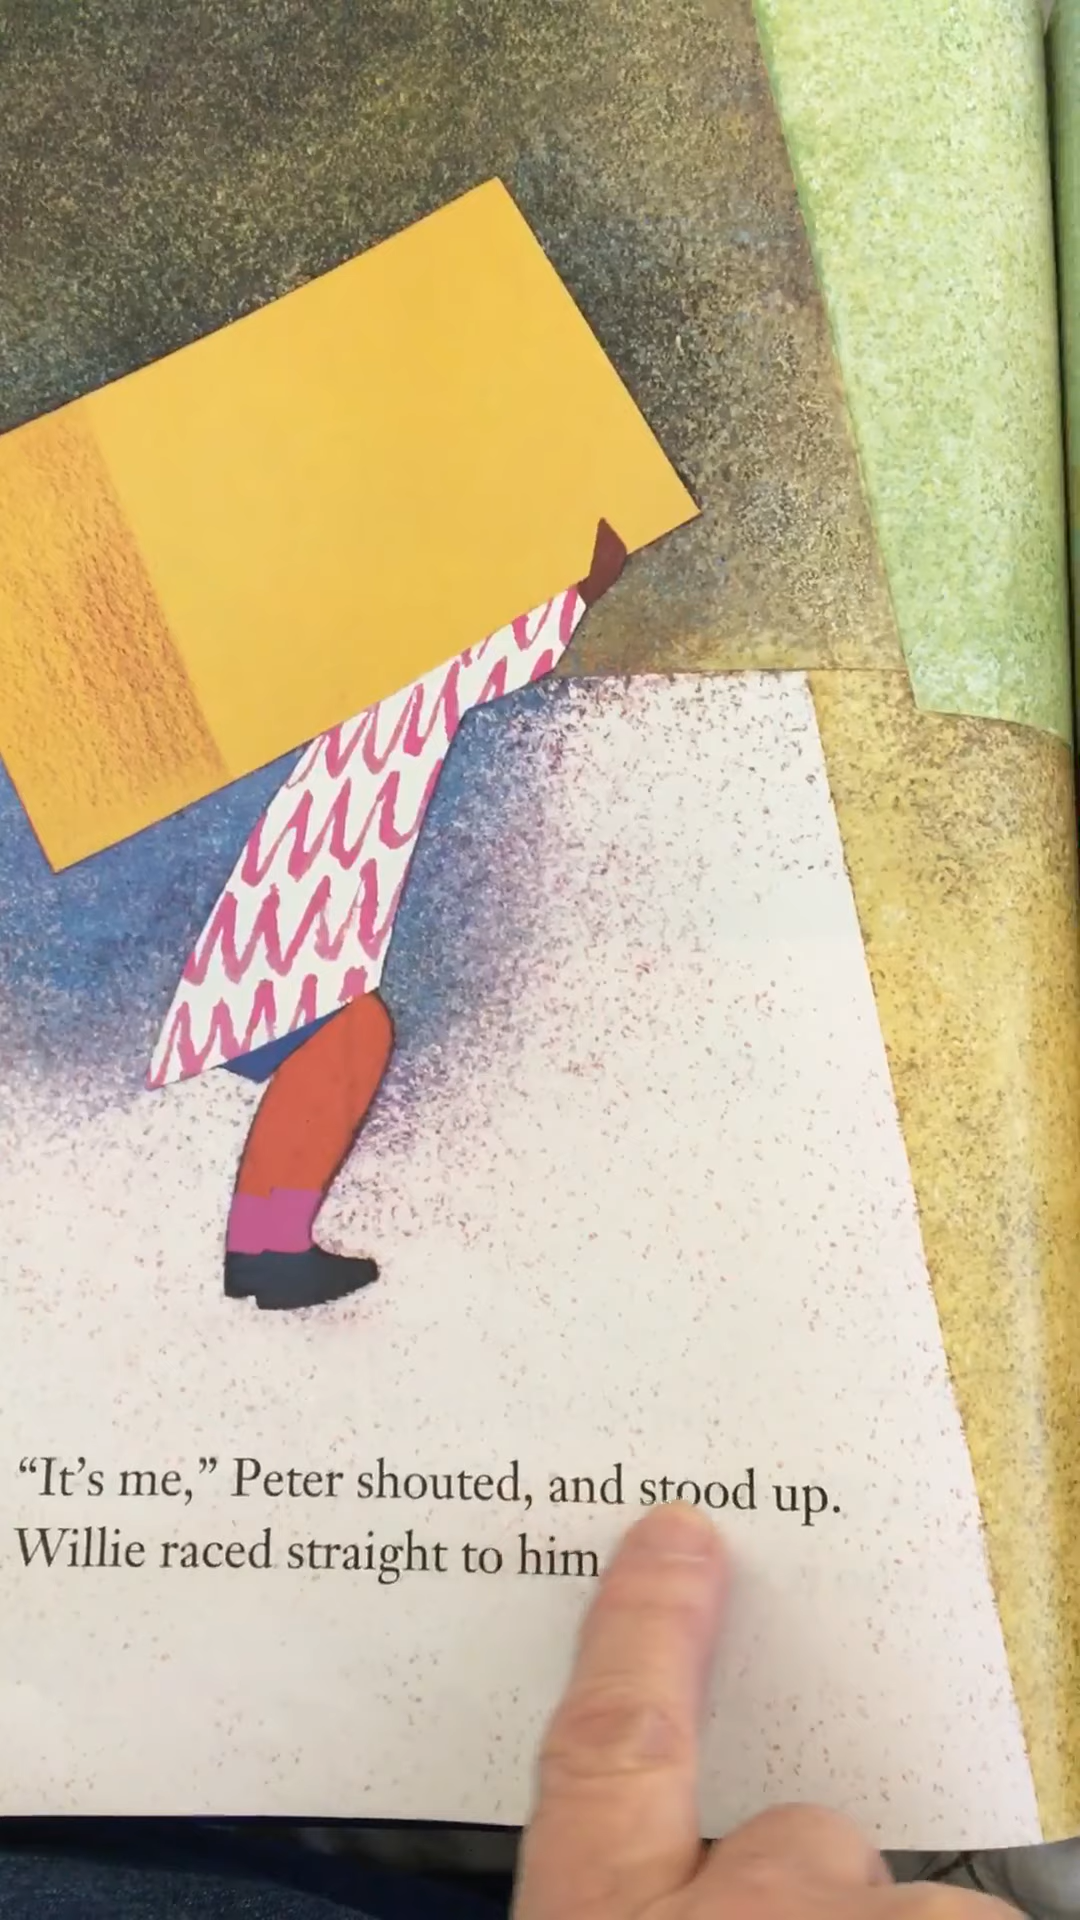 “It’s me,” Peter shouted, and stood up.
Willie raced straight to him